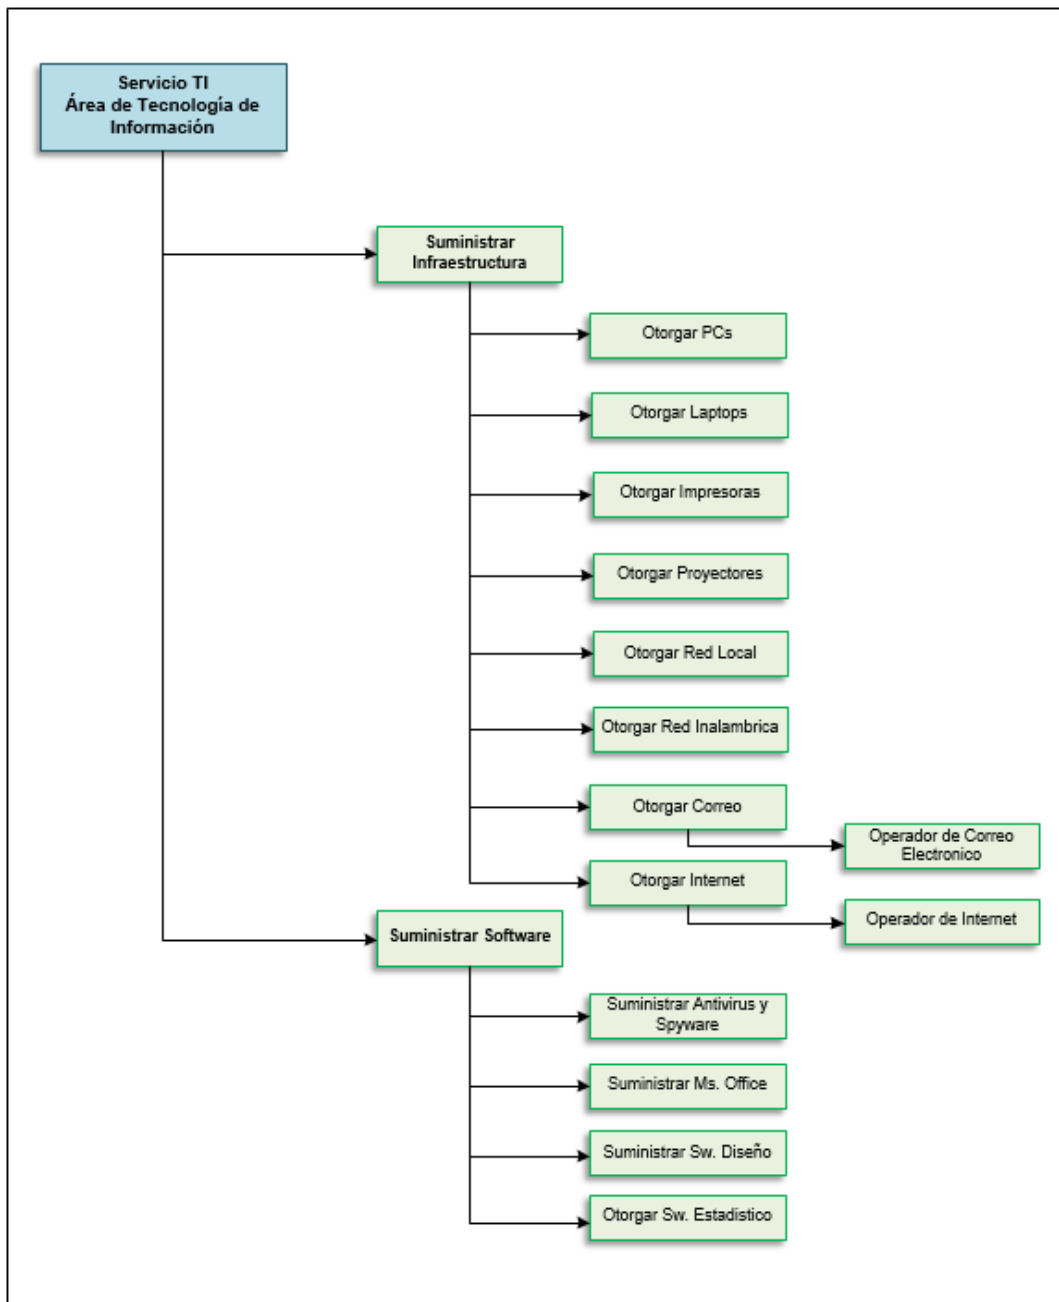 Servicio TI
Área de Tecnología de
Información
Suministrar
Infraestructura
Otorgar PCs
Otorgar Laptops
Otorgar Impresoras
Otorgar Proyectores
Otorgar Red Local
Otorgar Red Inalambrica
Otorgar Correo
Operador de Correo
Electronico
Otorgar Internet
Operador de Internet
Suministrar Software
Suministrar Antivirus y
Spyware
Suministrar Ms. Office
Suministrar Sw. Diseño
Otorgar Sw. Estadistico